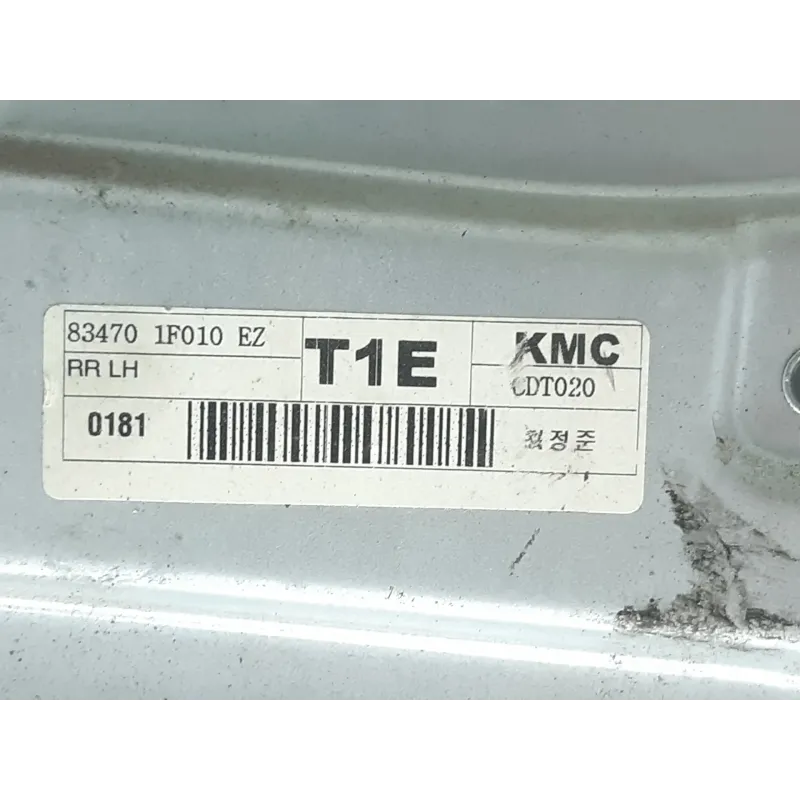 83470 1F010 EZ
RR LH
T1E
KMC
CDT020
0181
최정준